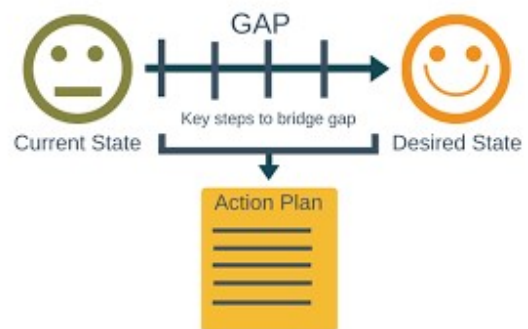 GAP
Key steps to bridge gap
Current State
Desired State
Action Plan